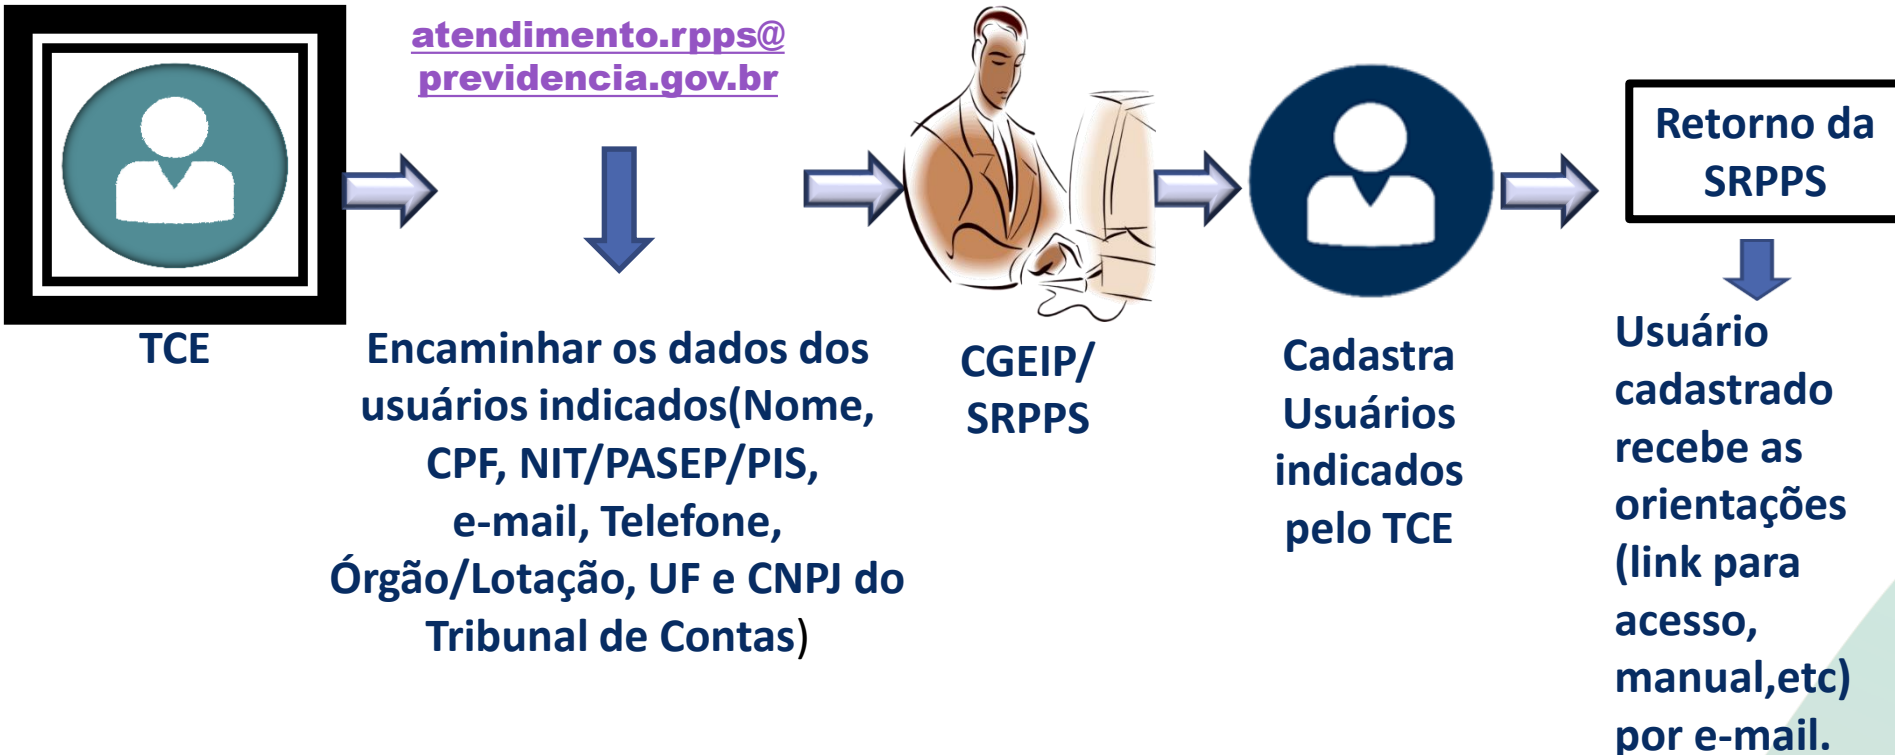 atendimento.rpps@
previdencia.gov.br
TCE
Encaminhar os dados dos
usuários indicados(Nome,
CPF, NIT/PASEP/PIS,
e-mail, Telefone,
Órgão/Lotação, UF e CNPJ do
Tribunal de Contas)
CGEIP/
SRPPS
Cadastra
Usuários
indicados
pelo TCE
Retorno da
SRPPS
Usuário
cadastrado
recebe as
orientações
(link para
acesso,
manual,etc)
por e-mail.